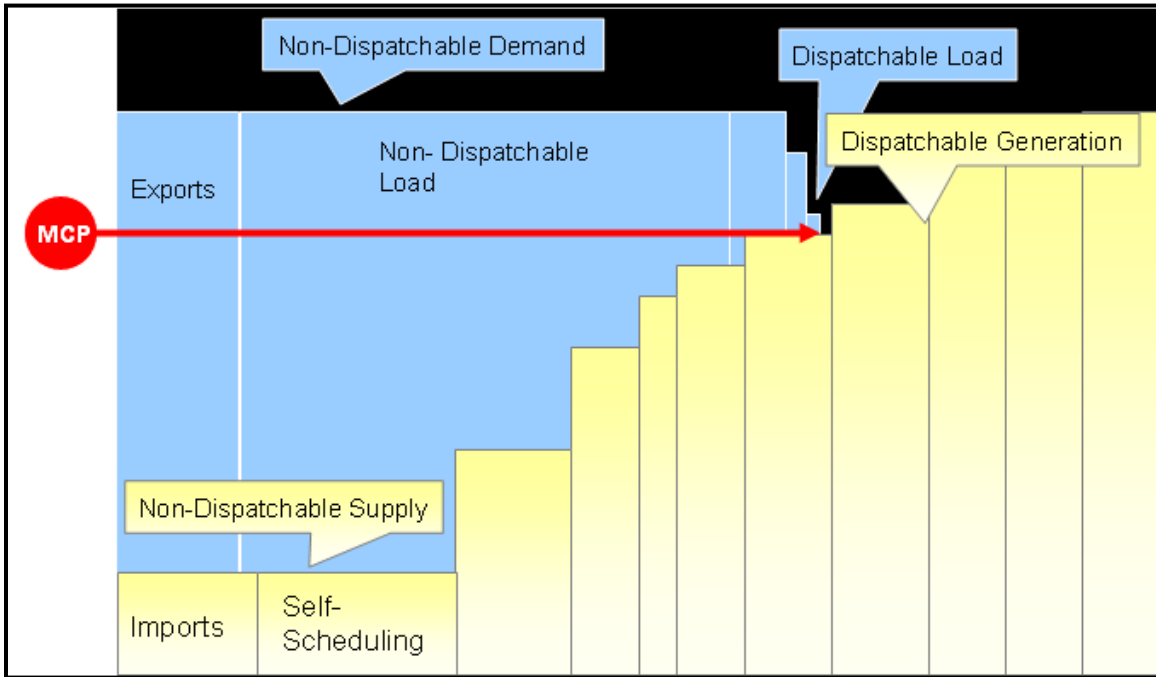 Non-Dispatchable Demand
Dispatchable Load
Non- Dispatchable
Load
Dispatchable Generation
Exports
MCP
Non-Dispatchable Supply
Imports
Self-
Scheduling